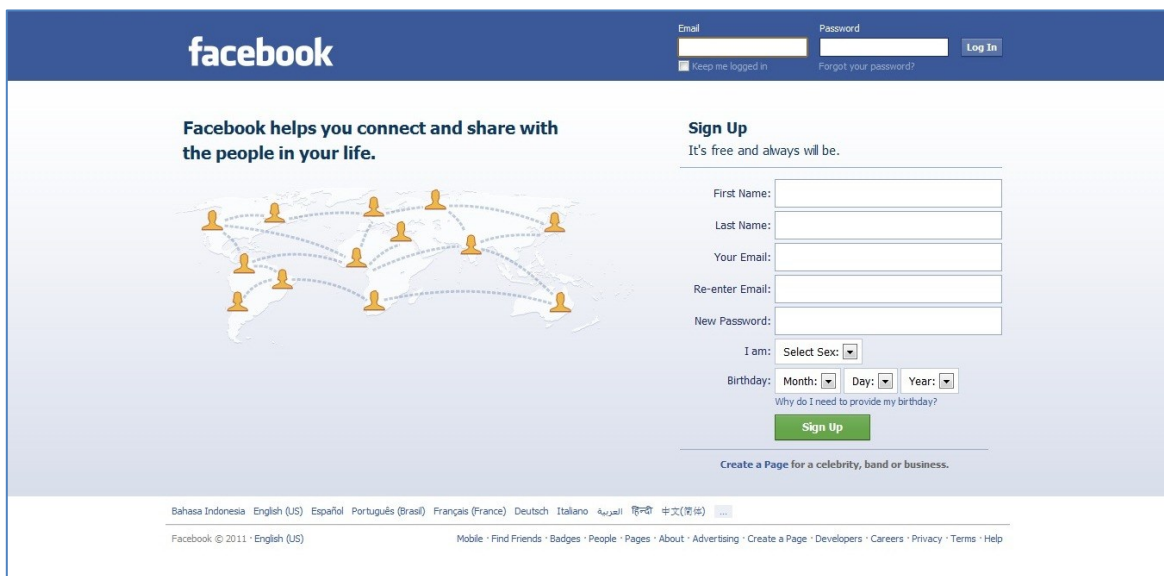 facebook
Email
Password
Log In
Keep me logged in
Forgot your password?
Facebook helps you connect and share with
the people in your life.
Sign Up
It's free and always will be.
First Name:
Last Name:
Your Email:
Re-enter Email:
New Password:
I am: Select Sex:
Birthday: Month: Day: Year:
Why do I need to provide my birthday?
Sign Up
Create a Page for a celebrity, band or business.
Bahasa Indonesia English (US) Español Português (Brasil) Français (France) Deutsch Italiano العربية हिन्दी 中文(简体) ...
Facebook © 2011 · English (US)
Mobile · Find Friends · Badges · People · Pages · About · Advertising · Create a Page · Developers · Careers · Privacy · Terms · Help